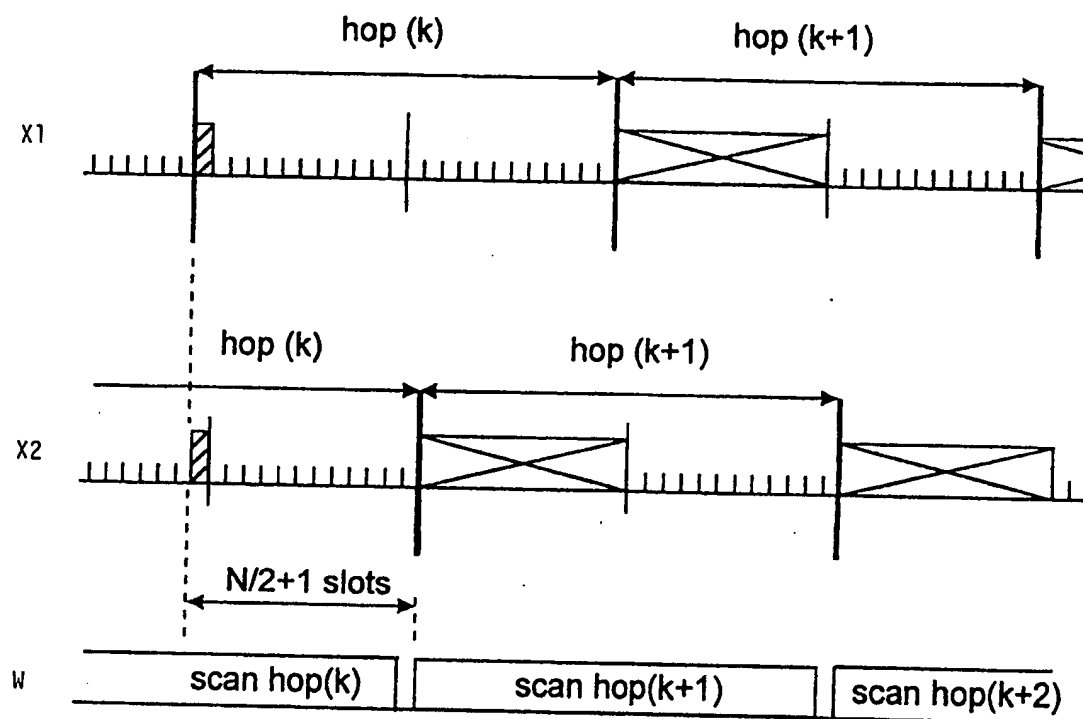 hop (k)
hop (k+1)
X1
hop (k)
hop (k+1)
X2
N/2+1 slots
W
scan hop(k)
scan hop(k+1)
scan hop(k+2)